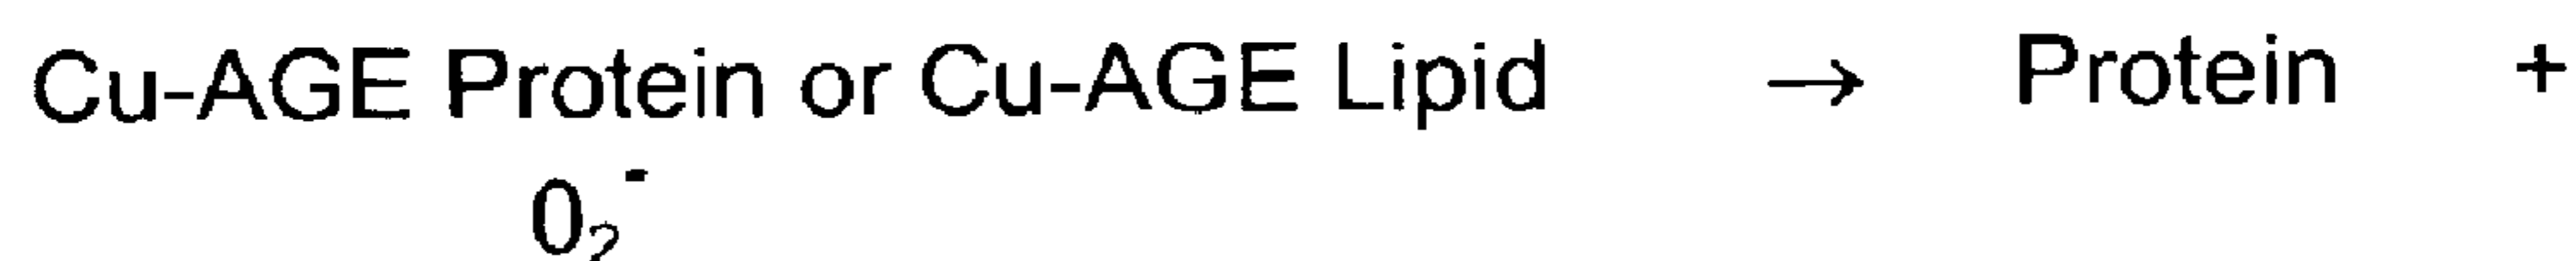 Cu-AGE Protein or Cu-AGE Lipid → Protein +
0₂⁻